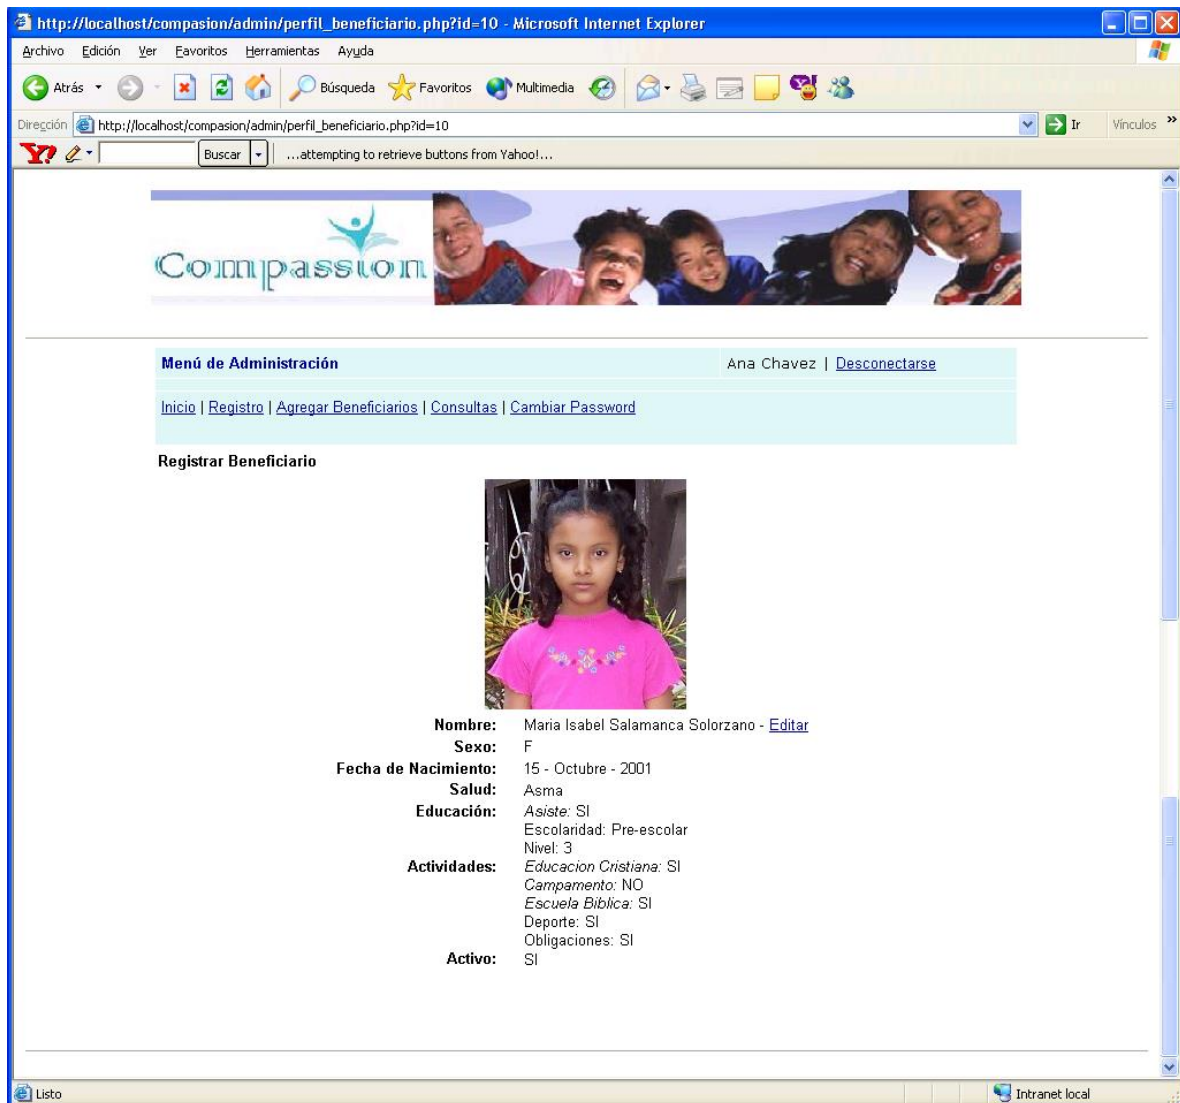 http://localhost/compasion/admin/perfil_beneficiario.php?id=10 - Microsoft Internet Explorer
Archivo Edición Ver Favoritos Herramientas Ayuda
Atrás Búsqueda Favoritos Multimedia
Dirección http://localhost/compasion/admin/perfil_beneficiario.php?id=10 Ir Vínculos »
Y! Buscar ...attempting to retrieve buttons from Yahoo!...
Compassion
Menú de Administración Ana Chavez | Desconectarse
Inicio | Registro | Agregar Beneficiarios | Consultas | Cambiar Password
Registrar Beneficiario
Nombre: Maria Isabel Salamanca Solorzano - Editar
Sexo: F
Fecha de Nacimiento: 15 - Octubre - 2001
Salud: Asma
Educación: Asiste: SI
Escolaridad: Pre-escolar
Nivel: 3
Actividades: Educacion Cristiana: SI
Campamento: NO
Escuela Biblica: SI
Deporte: SI
Obligaciones: SI
Activo: SI
Listo Intranet local